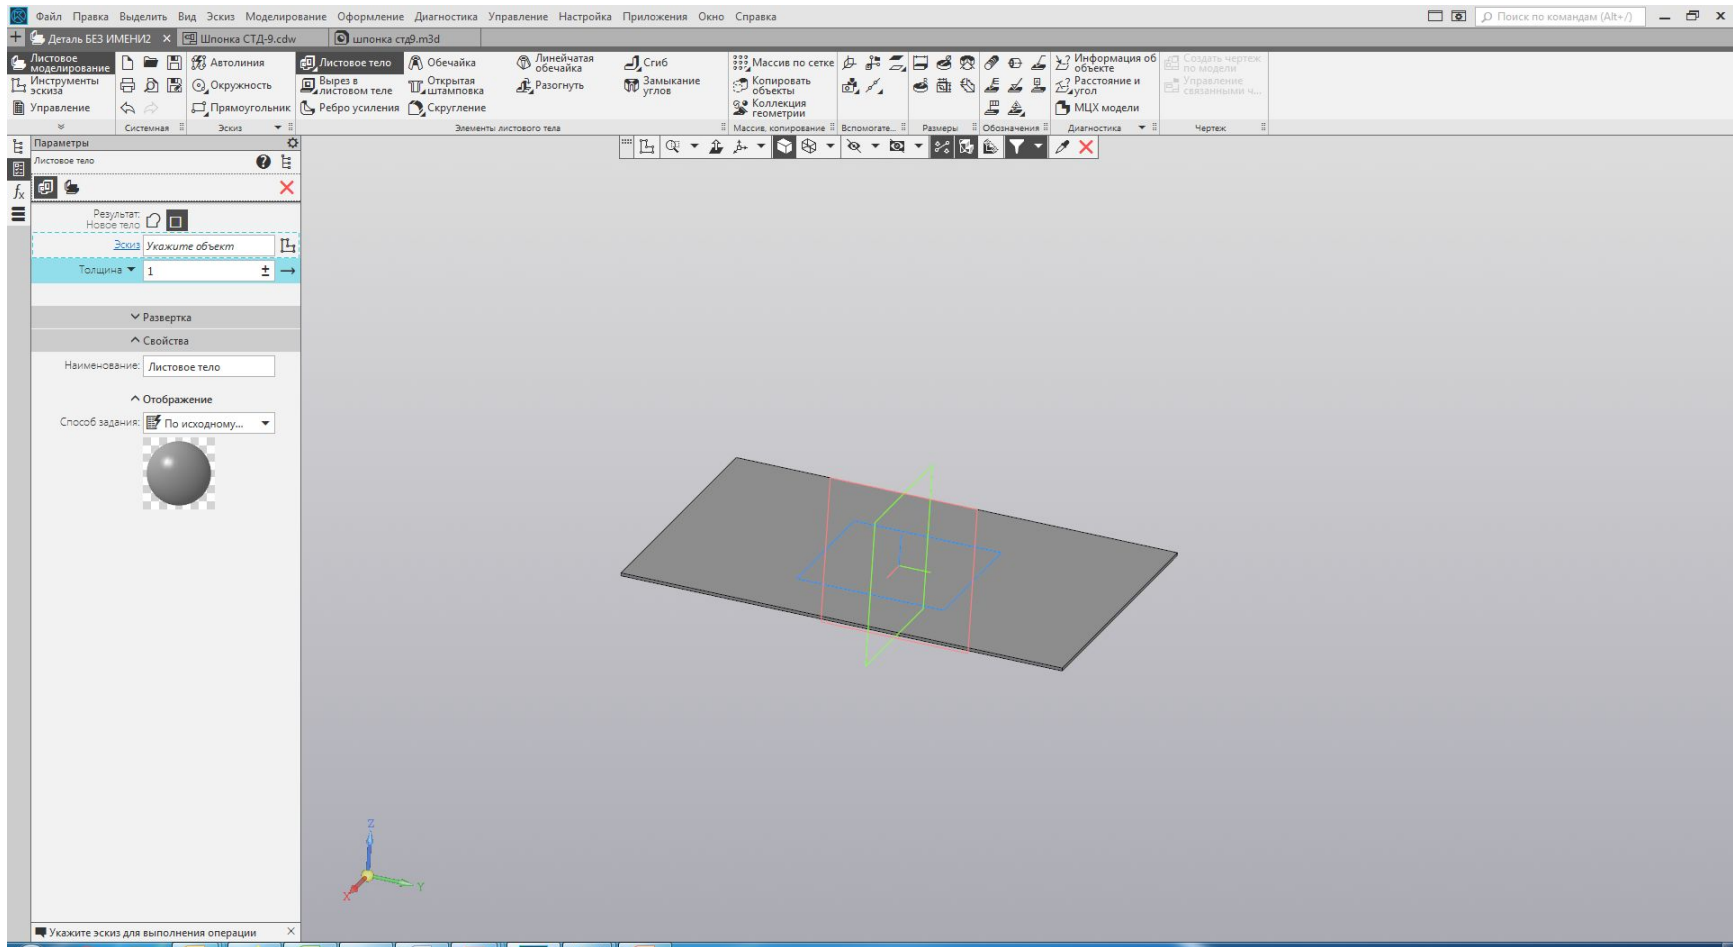 Файл Правка Выделить Вид Эскиз Моделирование Оформление Диагностика Управление Настройка Приложения Окно Справка
Поиск по командам (Alt+/)
Деталь БЕЗ ИМЕНИ2
Шпонка СТД-9.cdw
шпонка стд9.m3d
Листовое моделирование
Инструменты эскиза
Управление
Системная
Автолиния
Окружность
Прямоугольник
Эскиз
Листовое тело
Вырез в листовом теле
Ребро усиления
Обечайка
Открытая штамповка
Скругление
Линейчатая обечайка
Разогнуть
Сгиб
Замыкание углов
Элементы листового тела
Массив по сетке
Копировать объекты
Коллекция геометрии
Массив, копирование
Вспомогате...
Размеры
Обозначения
Информация об объекте
Расстояние и угол
МЦХ модели
Диагностика
Создать чертеж по модели
Управление связанными ч...
Чертеж
Параметры
Листовое тело
Результат:
Новое тело
Эскиз Укажите объект
Толщина 1
Развертка
Свойства
Наименование: Листовое тело
Отображение
Способ задания: По исходному...
Z
X
Y
Укажите эскиз для выполнения операции